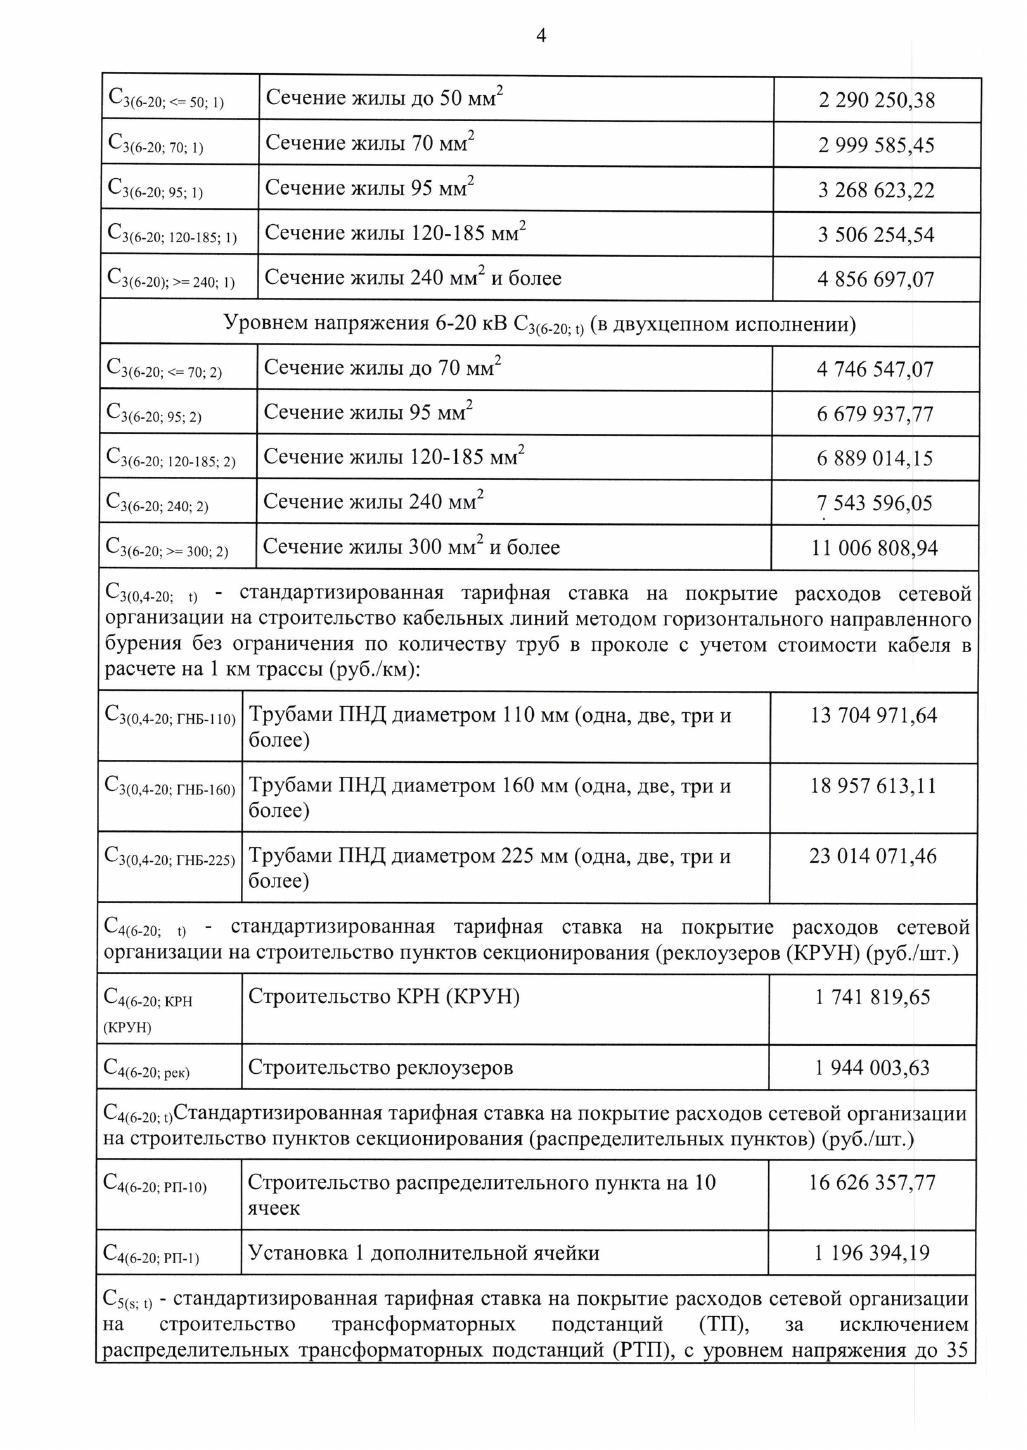 4
С3(6-20; <= 50; 1) Сечение жилы до 50 мм2 2 290 250,38
С3(6-20; 70; 1) Сечение жилы 70 мм2 2 999 585,45
С3(6-20; 95; 1) Сечение жилы 95 мм2 3 268 623,22
С3(6-20; 120-185; 1) Сечение жилы 120-185 мм2 3 506 254,54
С3(6-20); >= 240; 1) Сечение жилы 240 мм2 и более 4 856 697,07
Уровнем напряжения 6-20 кВ С3(6-20; t) (в двухцепном исполнении)
С3(6-20; <= 70; 2) Сечение жилы до 70 мм2 4 746 547,07
С3(6-20; 95; 2) Сечение жилы 95 мм2 6 679 937,77
С3(6-20; 120-185; 2) Сечение жилы 120-185 мм2 6 889 014,15
С3(6-20; 240; 2) Сечение жилы 240 мм2 7 543 596,05
С3(6-20; >= 300; 2) Сечение жилы 300 мм2 и более 11 006 808,94
С3(0,4-20; t) - стандартизированная тарифная ставка на покрытие расходов сетевой
организации на строительство кабельных линий методом горизонтального направленного
бурения без ограничения по количеству труб в проколе с учетом стоимости кабеля в
расчете на 1 км трассы (руб./км):
С3(0,4-20; ГНБ-110) Трубами ПНД диаметром 110 мм (одна, две, три и 13 704 971,64
более)
С3(0,4-20; ГНБ-160) Трубами ПНД диаметром 160 мм (одна, две, три и 18 957 613,11
более)
С3(0,4-20; ГНБ-225) Трубами ПНД диаметром 225 мм (одна, две, три и 23 014 071,46
более)
С4(6-20; t) - стандартизированная тарифная ставка на покрытие расходов сетевой
организации на строительство пунктов секционирования (реклоузеров (КРУН) (руб./шт.)
С4(6-20; КРН Строительство КРН (КРУН) 1 741 819,65
(КРУН)
С4(6-20; рек) Строительство реклоузеров 1 944 003,63
С4(6-20; t)Стандартизированная тарифная ставка на покрытие расходов сетевой организации
на строительство пунктов секционирования (распределительных пунктов) (руб./шт.)
С4(6-20; РП-10) Строительство распределительного пункта на 10 16 626 357,77
ячеек
С4(6-20; РП-1) Установка 1 дополнительной ячейки 1 196 394,19
С5(s; t) - стандартизированная тарифная ставка на покрытие расходов сетевой организации
на строительство трансформаторных подстанций (ТП), за исключением
распределительных трансформаторных подстанций (РТП), с уровнем напряжения до 35